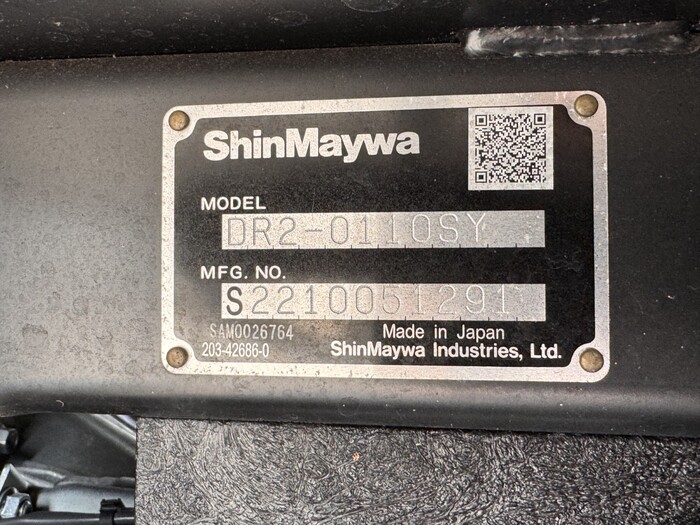 ShinMaywa
MODEL
DR2-0110SY
MFG. NO.
S2210051291
SAM0026764
Made in Japan
203-42686-0
ShinMaywa Industries, Ltd.